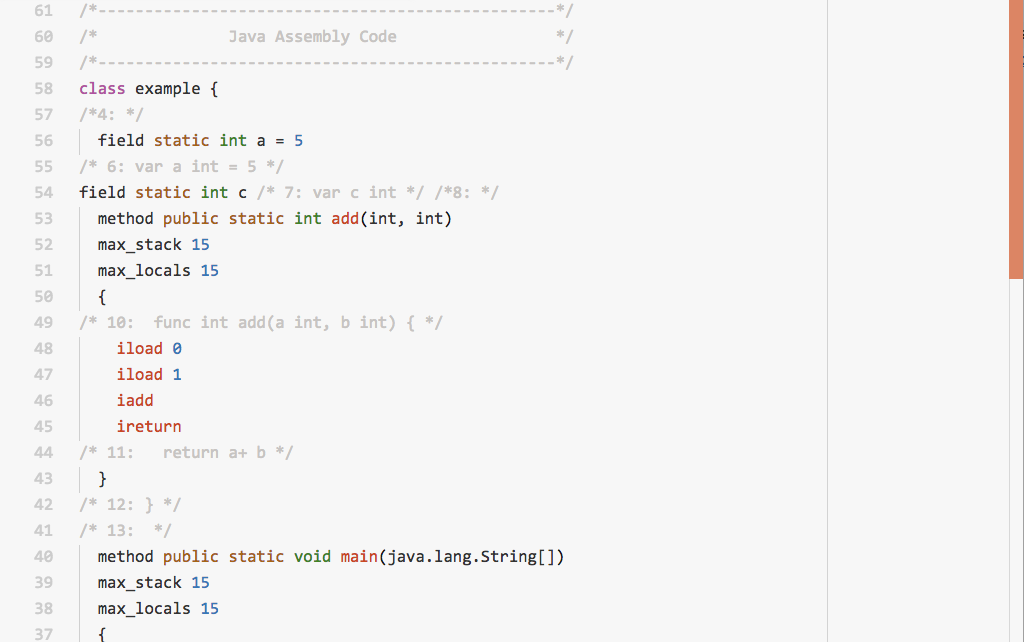 61 /*-------------------------------------------------*/
60 /*              Java Assembly Code                 */
59 /*-------------------------------------------------*/
58 class example {
57 /*4: */
56   field static int a = 5
55 /* 6: var a int = 5 */
54 field static int c /* 7: var c int */ /*8: */
53   method public static int add(int, int)
52   max_stack 15
51   max_locals 15
50   {
49 /* 10:  func int add(a int, b int) { */
48     iload 0
47     iload 1
46     iadd
45     ireturn
44 /* 11:   return a+ b */
43   }
42 /* 12: } */
41 /* 13:  */
40   method public static void main(java.lang.String[])
39   max_stack 15
38   max_locals 15
37   {